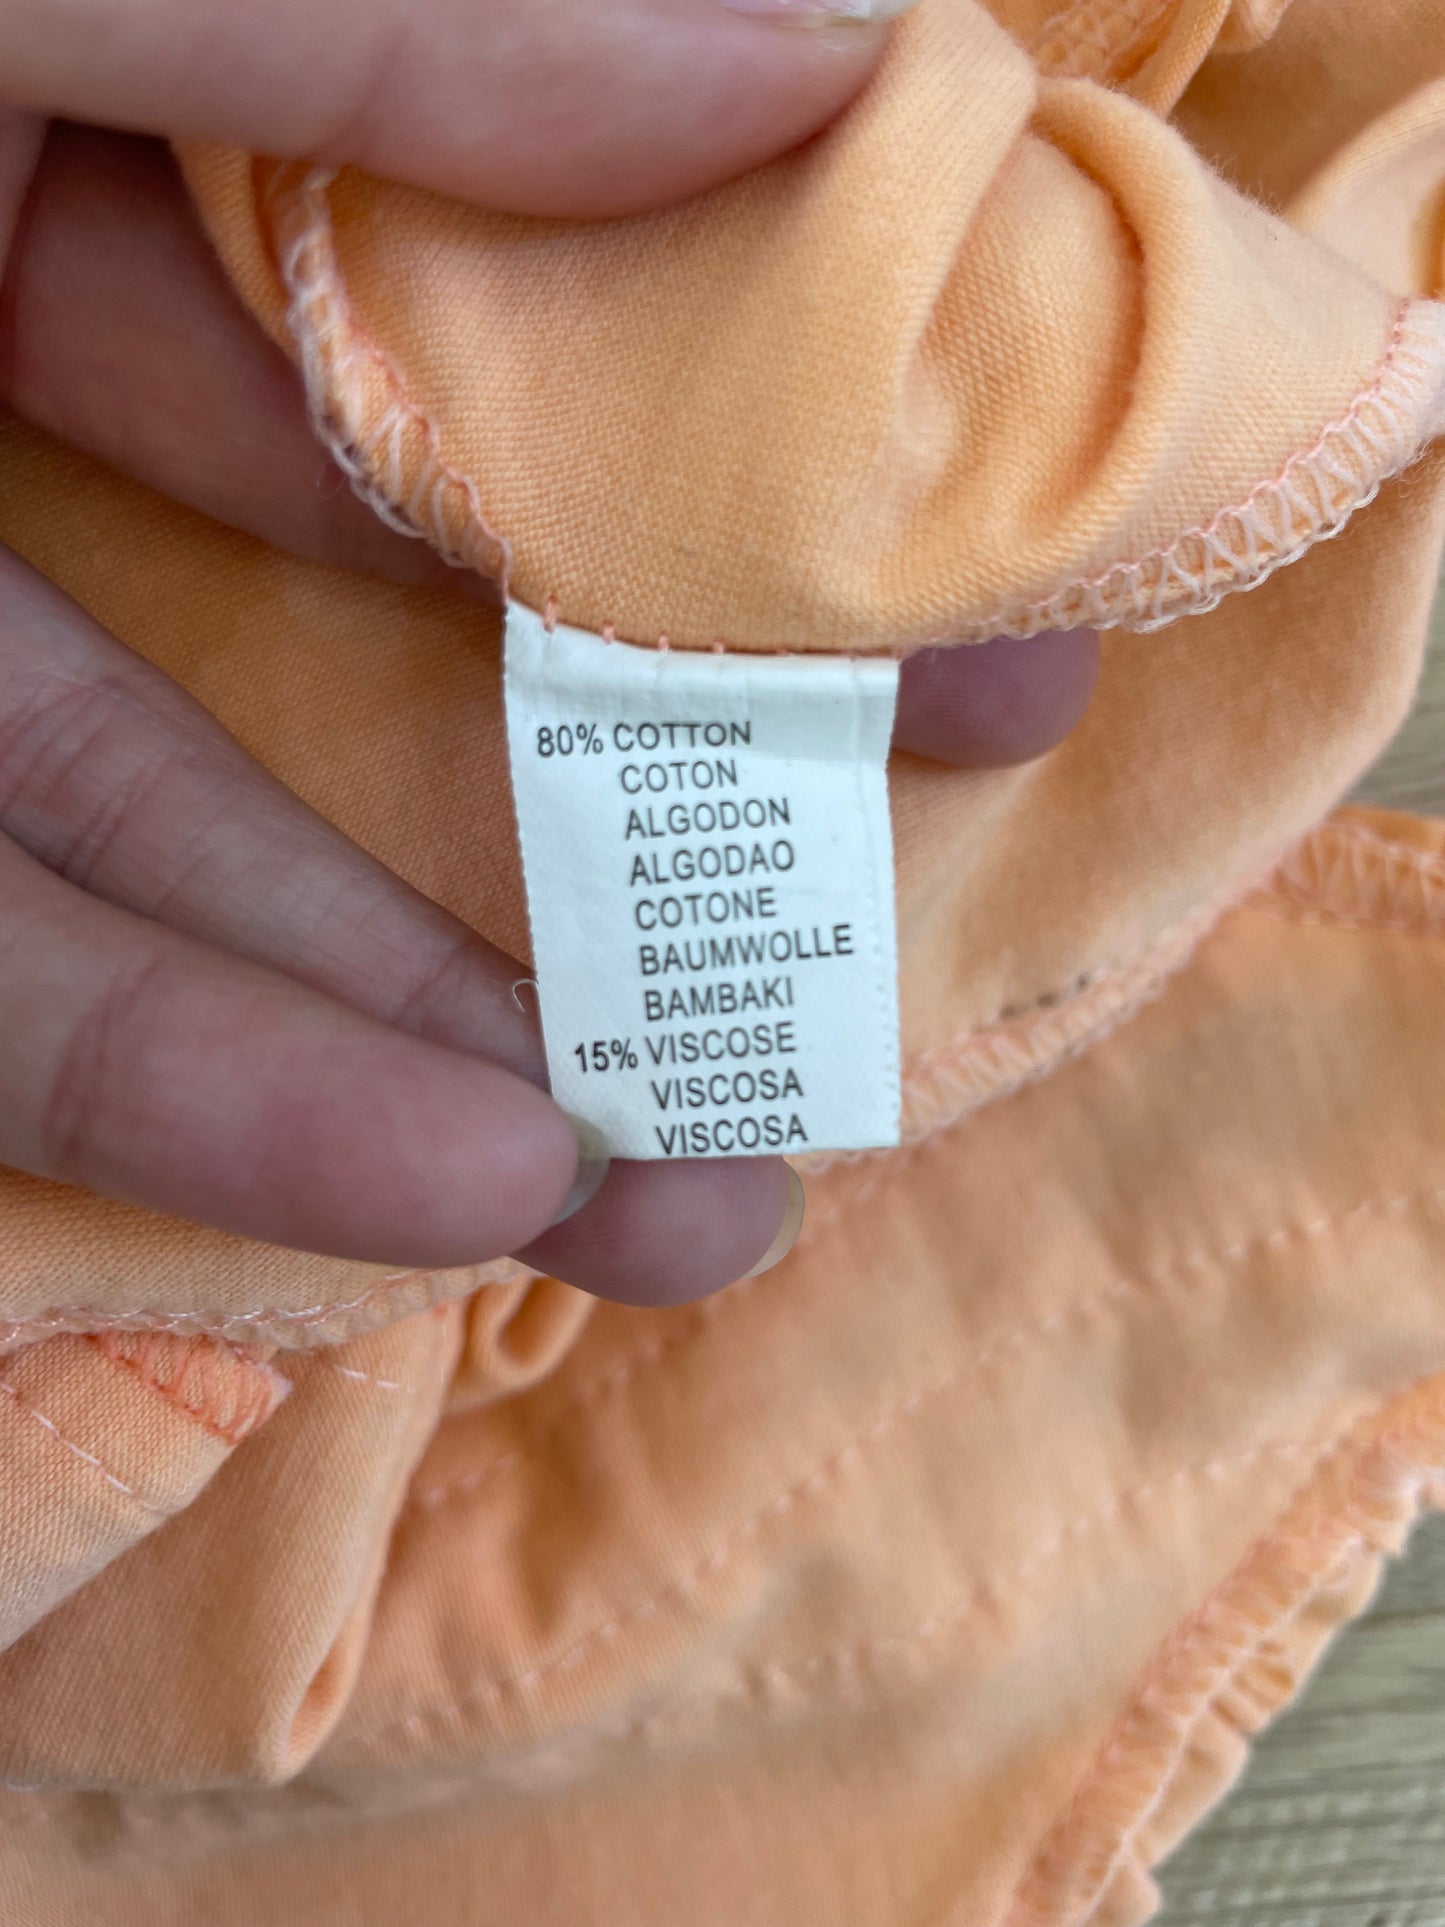 80% COTTON
COTON
ALGODON
ALGODAO
COTONE
BAUMWOLLE
BAMBAKI
15% VISCOSE
VISCOSA
VISCOSA